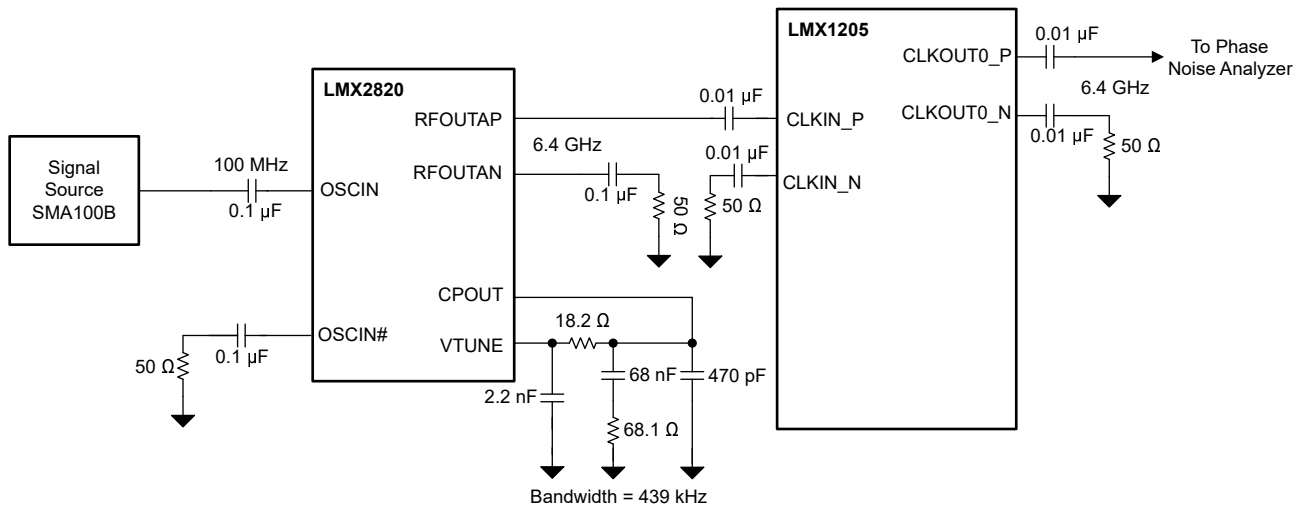 LMX1205
0.01 µF
CLKOUT0_P
To Phase
Noise Analyzer
LMX2820
6.4 GHz
0.01 µF
RFOUTAP
CLKIN_P
CLKOUT0_N
0.01 µF
50 Ω
Signal
Source
SMA100B
100 MHz
0.1 µF
OSCIN
6.4 GHz
RFOUTAN
0.1 µF
50 Ω
0.01 µF
CLKIN_N
50 Ω
CPOUT
18.2 Ω
OSCIN#
0.1 µF
50 Ω
VTUNE
2.2 nF
68 nF
470 pF
68.1 Ω
Bandwidth = 439 kHz